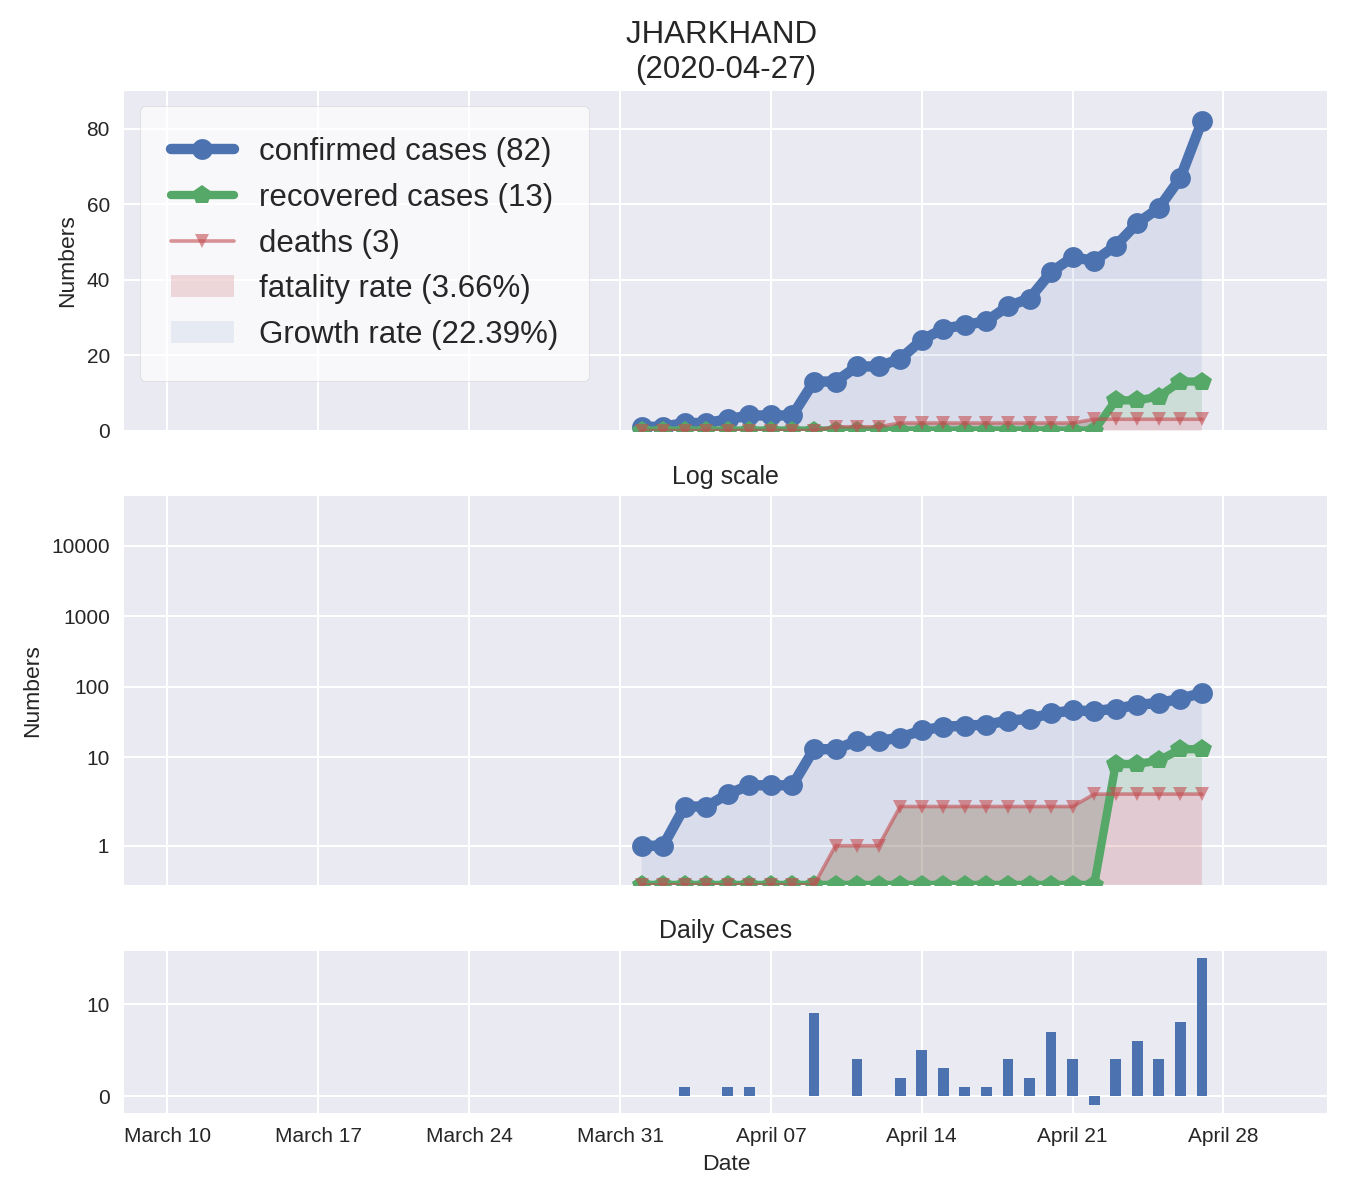 JHARKHAND
(2020-04-27)
80
60
40
20
0
Numbers
confirmed cases (82)
recovered cases (13)
deaths (3)
fatality rate (3.66%)
Growth rate (22.39%)
Log scale
10000
1000
100
10
1
Numbers
Daily Cases
10
0
March 10 March 17 March 24 March 31 April 07 April 14 April 21 April 28
Date